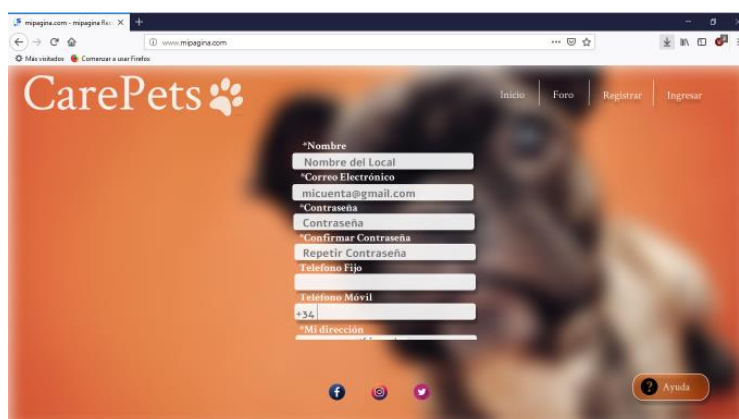 mipagina.com - mipagina
www.mipagina.com
Más visitados Comenzar a usar Firefox
CarePets
Inicio Foro Registrar Ingresar
*Nombre
Nombre del Local
*Correo Electrónico
micuenta@gmail.com
*Contraseña
Contraseña
*Confirmar Contraseña
Repetir Contraseña
Telefono Fijo
Teléfono Móvil
+34
*Mi dirección
Ayuda